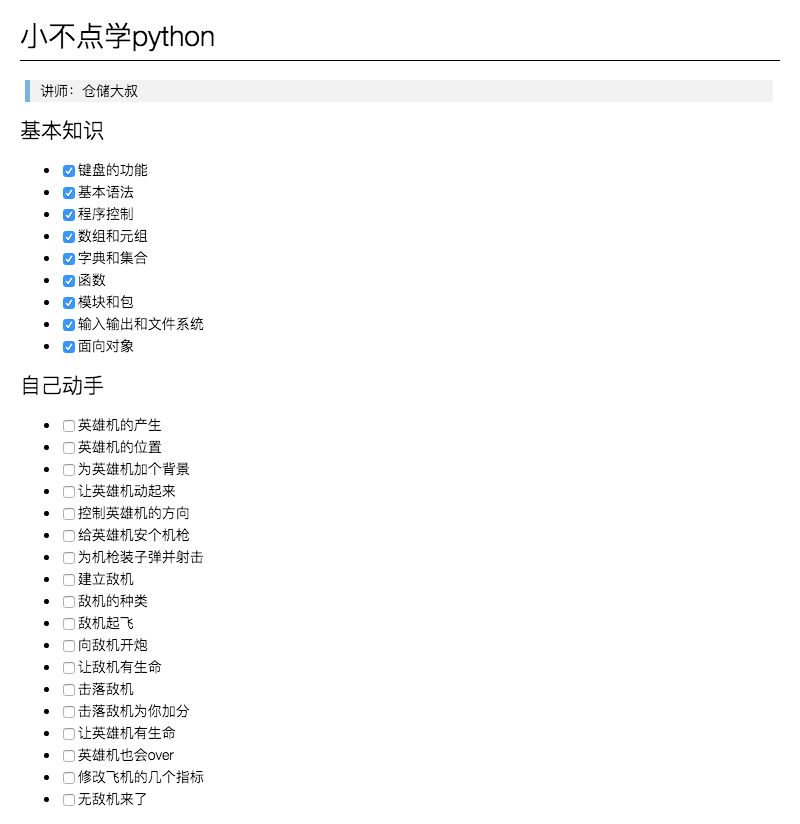 小不点学python
讲师：仓储大叔
基本知识
键盘的功能
基本语法
程序控制
数组和元组
字典和集合
函数
模块和包
输入输出和文件系统
面向对象
自己动手
英雄机的产生
英雄机的位置
为英雄机加个背景
让英雄机动起来
控制英雄机的方向
给英雄机安个机枪
为机枪装子弹并射击
建立敌机
敌机的种类
敌机起飞
向敌机开炮
让敌机有生命
击落敌机
击落敌机为你加分
让英雄机有生命
英雄机也会over
修改飞机的几个指标
无敌机来了